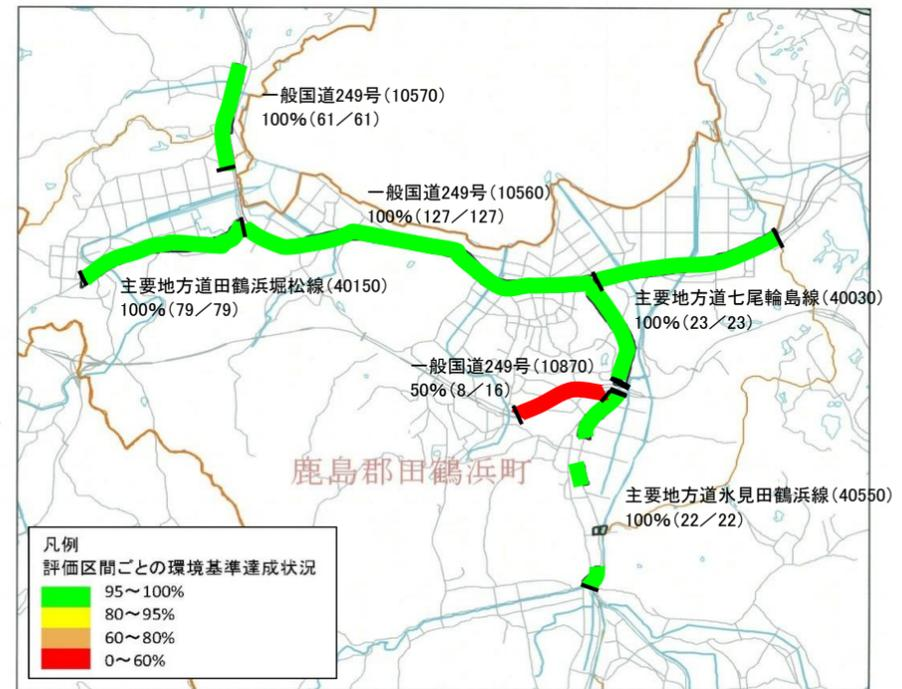 一般国道249号(10570)
100%(61／61)
一般国道249号(10560)
100%(127／127)
主要地方道田鶴浜堀松線(40150)
100%(79／79)
主要地方道七尾輪島線(40030)
100%(23／23)
一般国道249号(10870)
50%(8／16)
鹿島郡田鶴浜町
主要地方道氷見田鶴浜線(40550)
100%(22／22)
凡例
評価区間ごとの環境基準達成状況
95～100%
80～95%
60～80%
0～60%